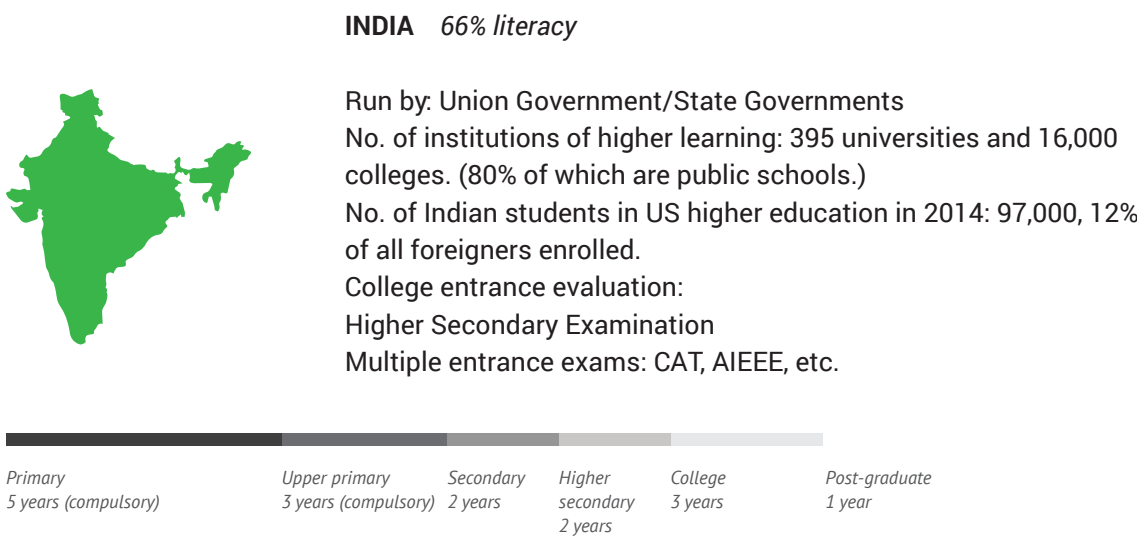 INDIA 66% literacy
Run by: Union Government/State Governments
No. of institutions of higher learning: 395 universities and 16,000
colleges. (80% of which are public schools.)
No. of Indian students in US higher education in 2014: 97,000, 12%
of all foreigners enrolled.
College entrance evaluation:
Higher Secondary Examination
Multiple entrance exams: CAT, AIEEE, etc.
Primary
5 years (compulsory)
Upper primary
3 years (compulsory)
Secondary
2 years
Higher
secondary
2 years
College
3 years
Post-graduate
1 year